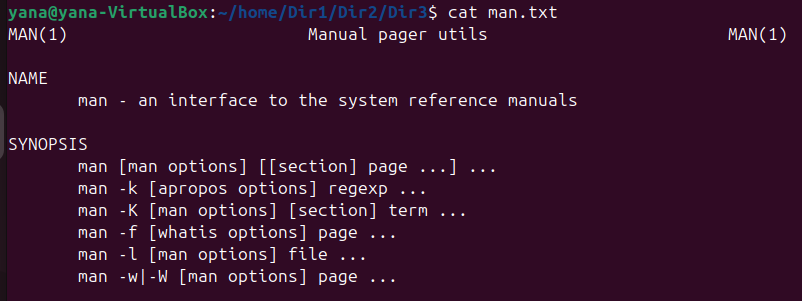 yana@yana-VirtualBox:~/home/Dir1/Dir2/Dir3$ cat man.txt
MAN(1) Manual pager utils MAN(1)
NAME
man - an interface to the system reference manuals
SYNOPSIS
man [man options] [[section] page ...] ...
man -k [apropos options] regexp ...
man -K [man options] [section] term ...
man -f [whatis options] page ...
man -l [man options] file ...
man -w|-W [man options] page ...